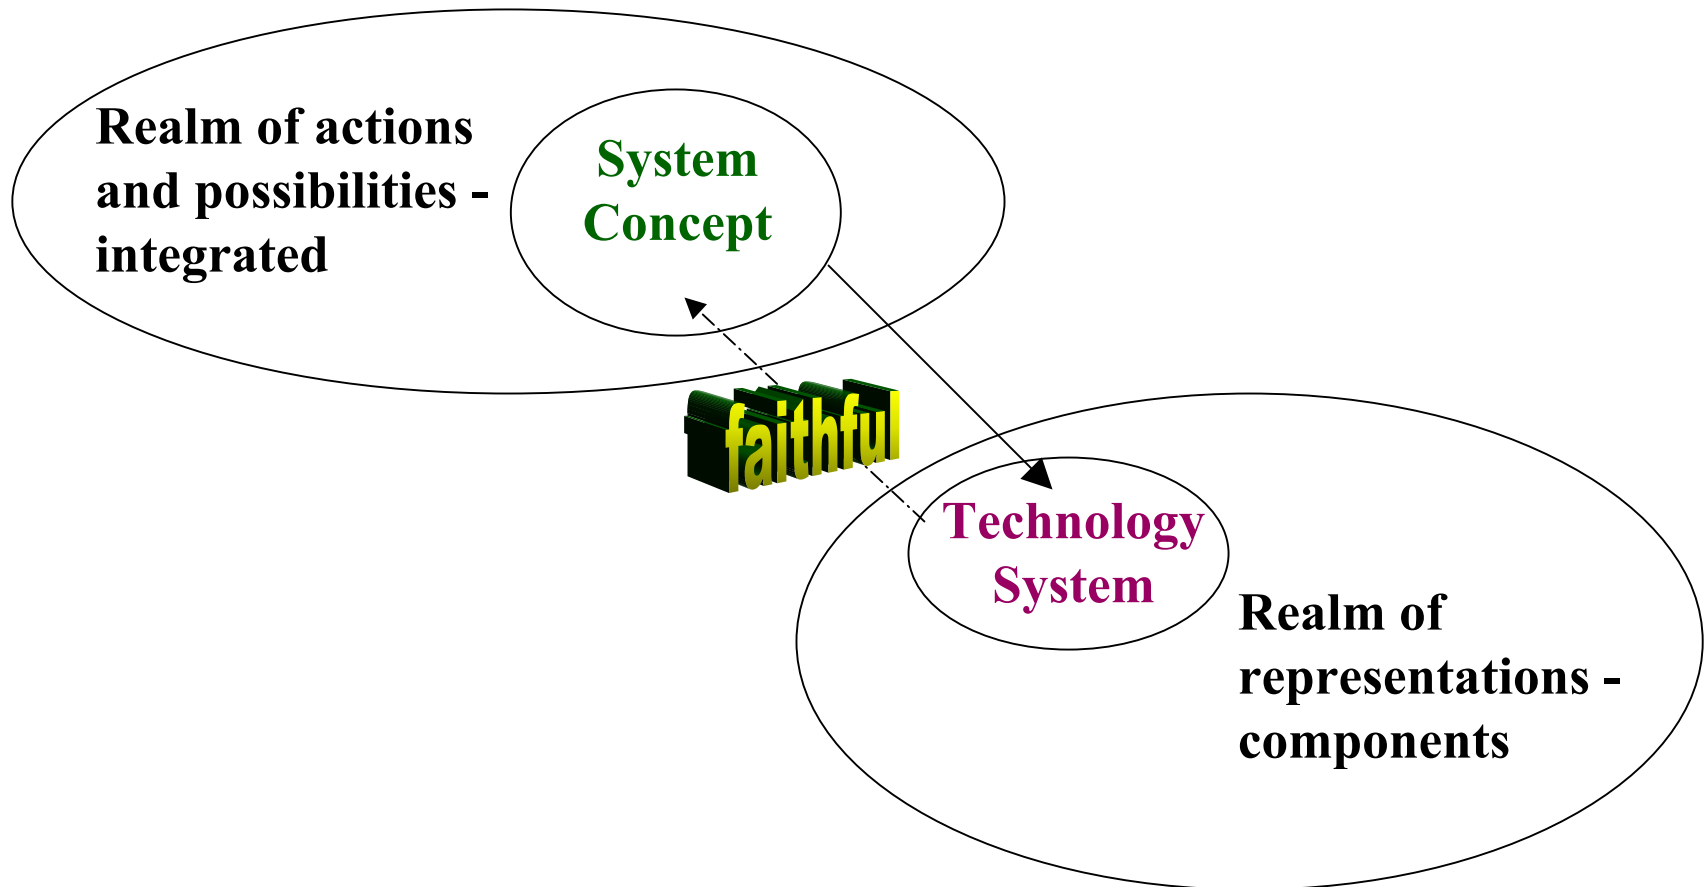 Realm of actions
and possibilities -
integrated
System
Concept
faithful
Technology
System
Realm of
representations -
components